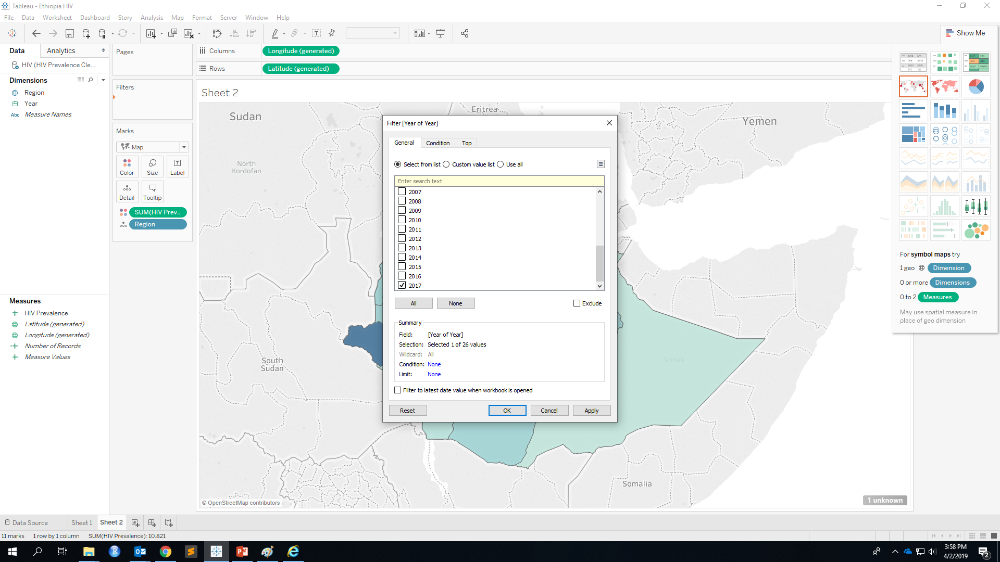 Tableau - Ethiopia HIV
File Data Worksheet Dashboard Story Analysis Map Format Server Window Help
Show Me
Data Analytics
HIV (HIV Prevalence Cle...
Dimensions
Region
Year
Abc Measure Names
Measures
HIV Prevalence
Latitude (generated)
Longitude (generated)
Number of Records
Measure Values
Pages
Filters
Marks
Map
Color Size Label
Detail Tooltip
SUM(HIV Prev..
Region
Columns Longitude (generated)
Rows Latitude (generated)
Sheet 2
Sudan
Eritrea
Yemen
North
Kordofan
South
Sudan
Somali
Somalia
© OpenStreetMap contributors
1 unknown
Filter [Year of Year]
General Condition Top
Select from list Custom value list Use all
Enter search text
2007
2008
2009
2010
2011
2012
2013
2014
2015
2016
2017
All None Exclude
Summary
Field: [Year of Year]
Selection: Selected 1 of 26 values
Wildcard: All
Condition: None
Limit: None
Filter to latest date value when workbook is opened
Reset OK Cancel Apply
For symbol maps try
1 geo Dimension
0 or more Dimensions
0 to 2 Measures
May use spatial measure in
place of geo dimension
Data Source Sheet 1 Sheet 2
11 marks 1 row by 1 column SUM(HIV Prevalence): 10.821
3:58 PM
4/2/2019
2